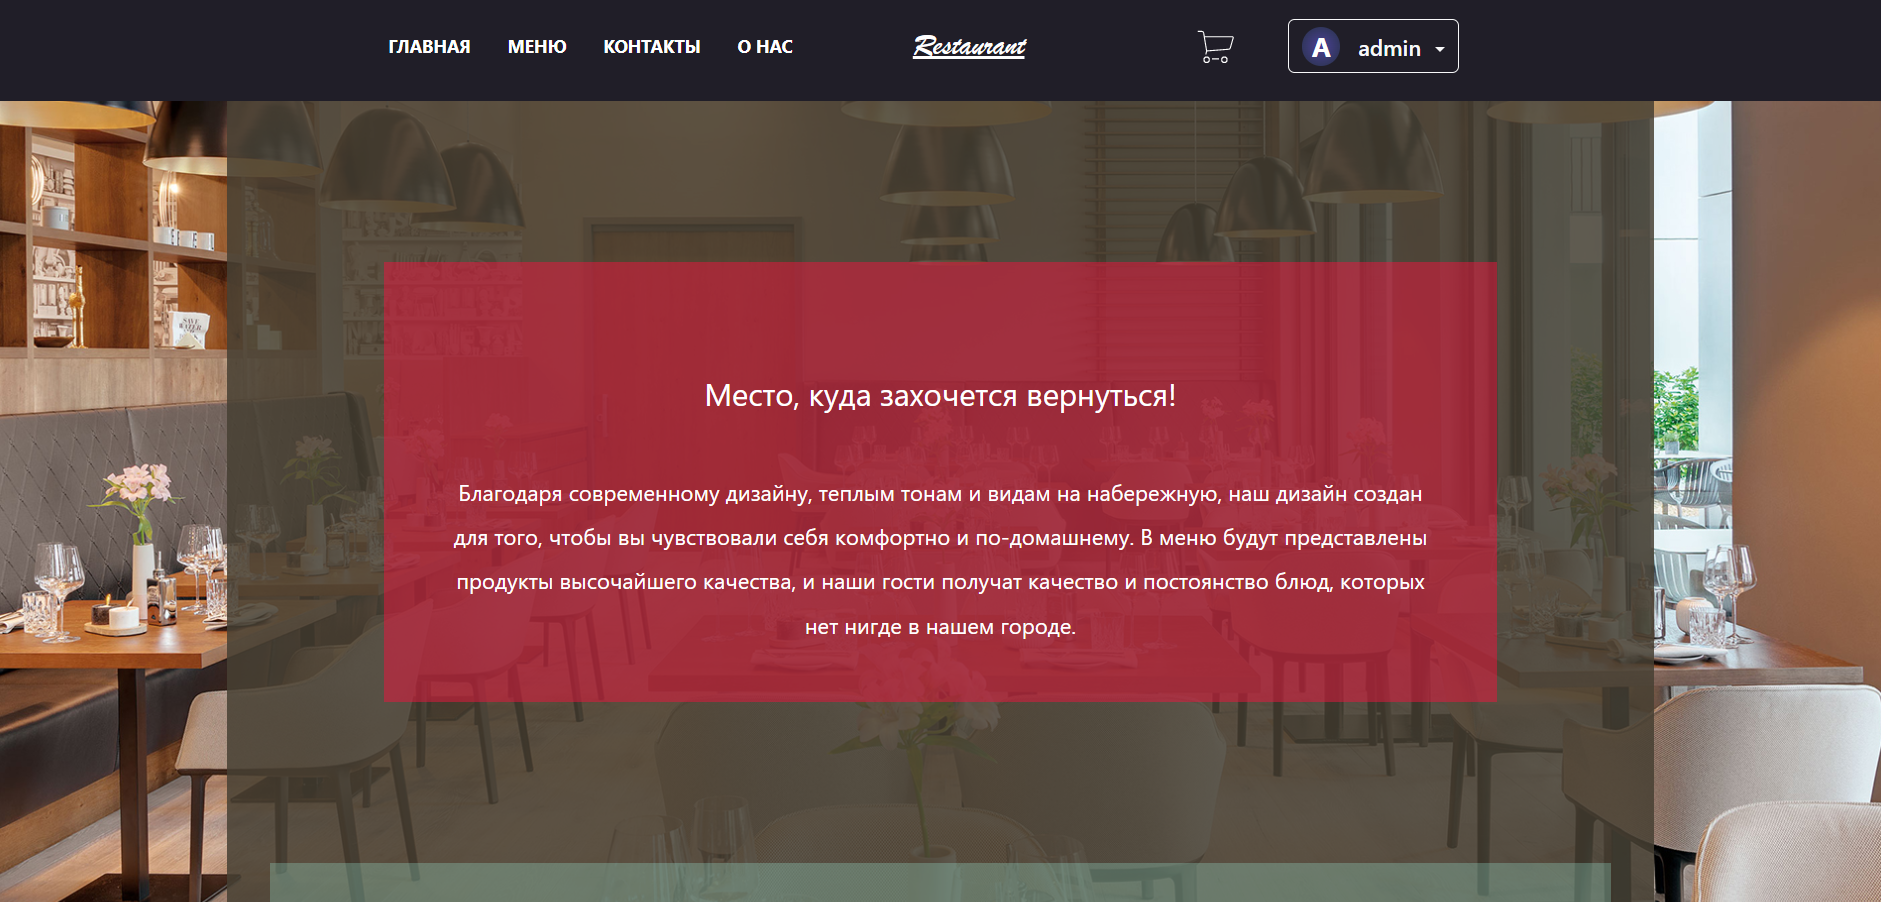 ГЛАВНАЯ МЕНЮ КОНТАКТЫ О НАС Restaurant A admin
SAVE
WATER
Место, куда захочется вернуться!
Благодаря современному дизайну, теплым тонам и видам на набережную, наш дизайн создан
для того, чтобы вы чувствовали себя комфортно и по-домашнему. В меню будут представлены
продукты высочайшего качества, и наши гости получат качество и постоянство блюд, которых
нет нигде в нашем городе.